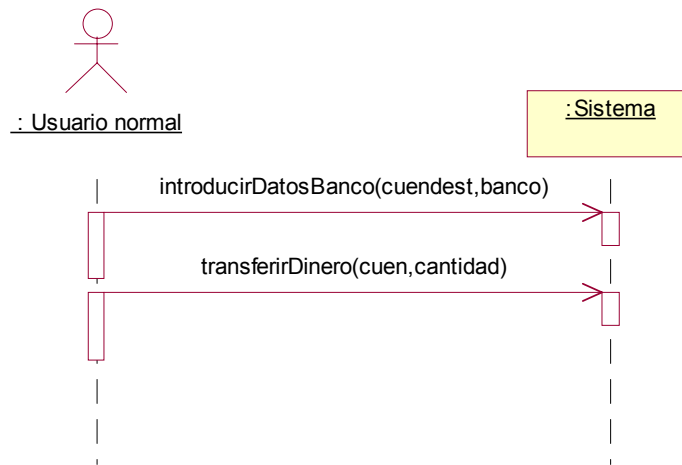 : Usuario normal
:Sistema
introducirDatosBanco(cuendest,banco)
transferirDinero(cuen,cantidad)